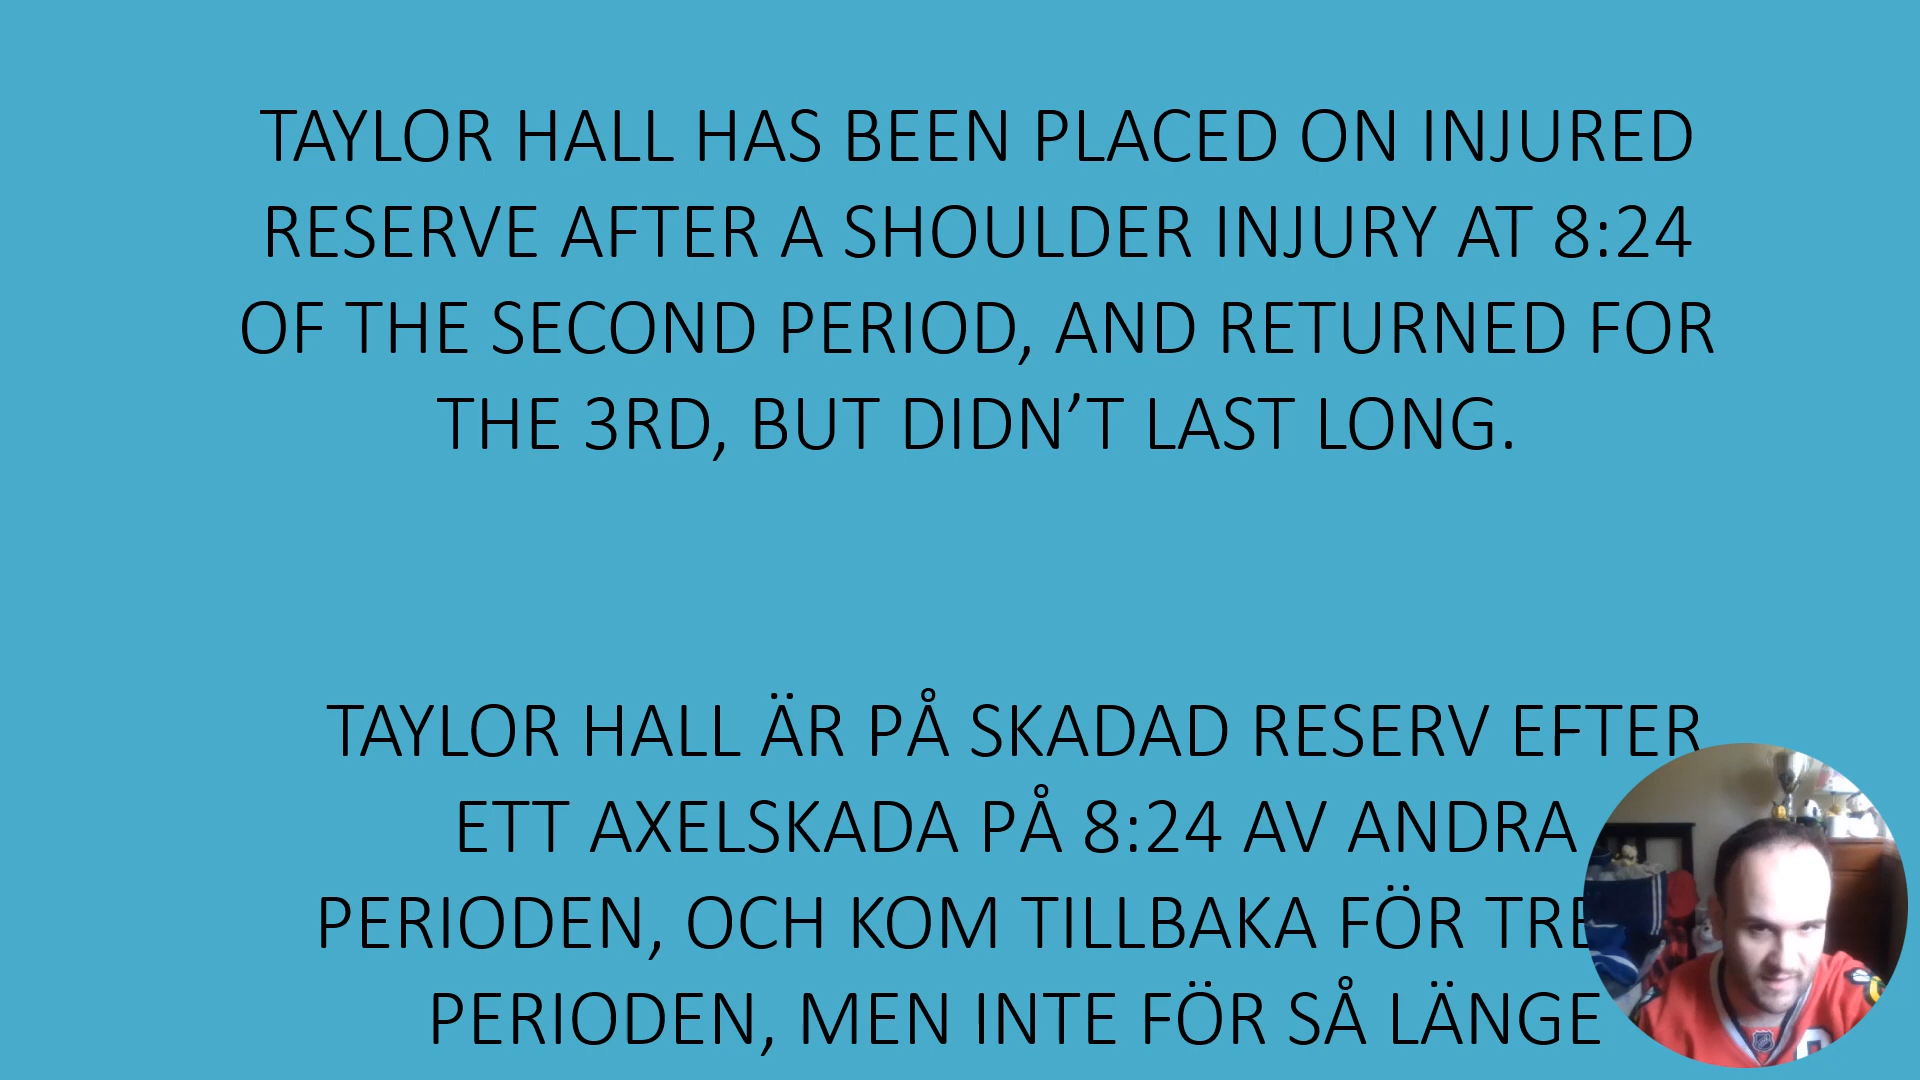 TAYLOR HALL HAS BEEN PLACED ON INJURED
RESERVE AFTER A SHOULDER INJURY AT 8:24
OF THE SECOND PERIOD, AND RETURNED FOR
THE 3RD, BUT DIDN’T LAST LONG.
TAYLOR HALL ÄR PÅ SKADAD RESERV EFTER
ETT AXELSKADA PÅ 8:24 AV ANDRA
PERIODEN, OCH KOM TILLBAKA FÖR
PERIODEN, MEN INTE FÖR SÅ LÄNGE